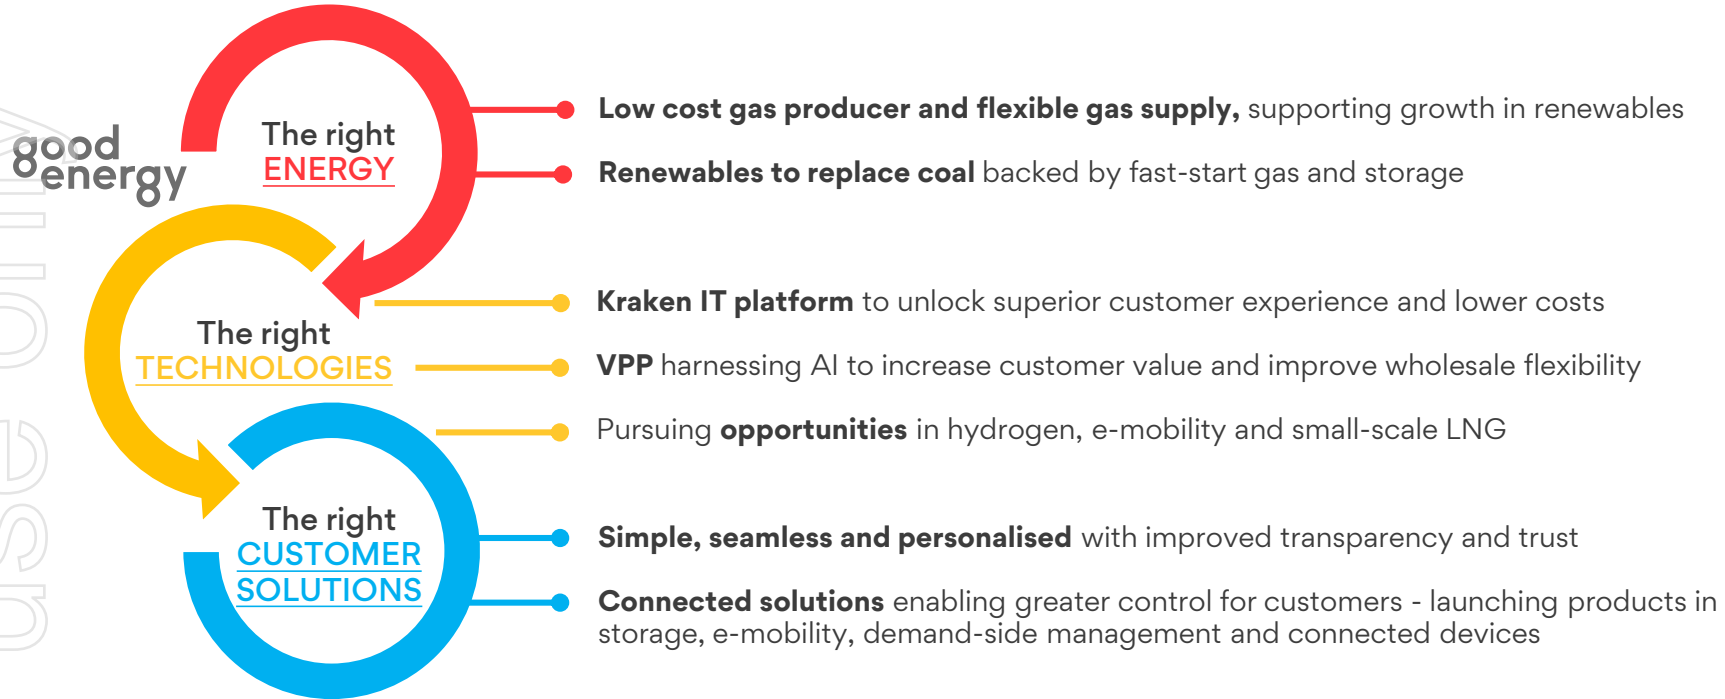 good
energy
The right
ENERGY
Low cost gas producer and flexible gas supply, supporting growth in renewables
Renewables to replace coal backed by fast-start gas and storage
The right
TECHNOLOGIES
Kraken IT platform to unlock superior customer experience and lower costs
VPP harnessing AI to increase customer value and improve wholesale flexibility
Pursuing opportunities in hydrogen, e-mobility and small-scale LNG
The right
CUSTOMER
SOLUTIONS
Simple, seamless and personalised with improved transparency and trust
Connected solutions enabling greater control for customers - launching products in
storage, e-mobility, demand-side management and connected devices
use only